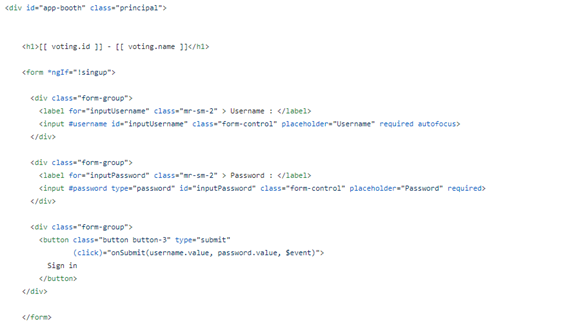 <div id="app-booth" class="principal">
<h1>[[ voting.id ]] - [[ voting.name ]]</h1>
<form *ngIf="!singup">
<div class="form-group">
<label for="inputUsername" class="mr-sm-2" > Username : </label>
<input #username id="inputUsername" class="form-control" placeholder="Username" required autofocus>
</div>
<div class="form-group">
<label for="inputPassword" class="mr-sm-2" > Password : </label>
<input #password type="password" id="inputPassword" class="form-control" placeholder="Password" required>
</div>
<div class="form-group">
<button class="button button-3" type="submit"
(click)="onSubmit(username.value, password.value, $event)">
Sign in
</button>
</div>
</form>